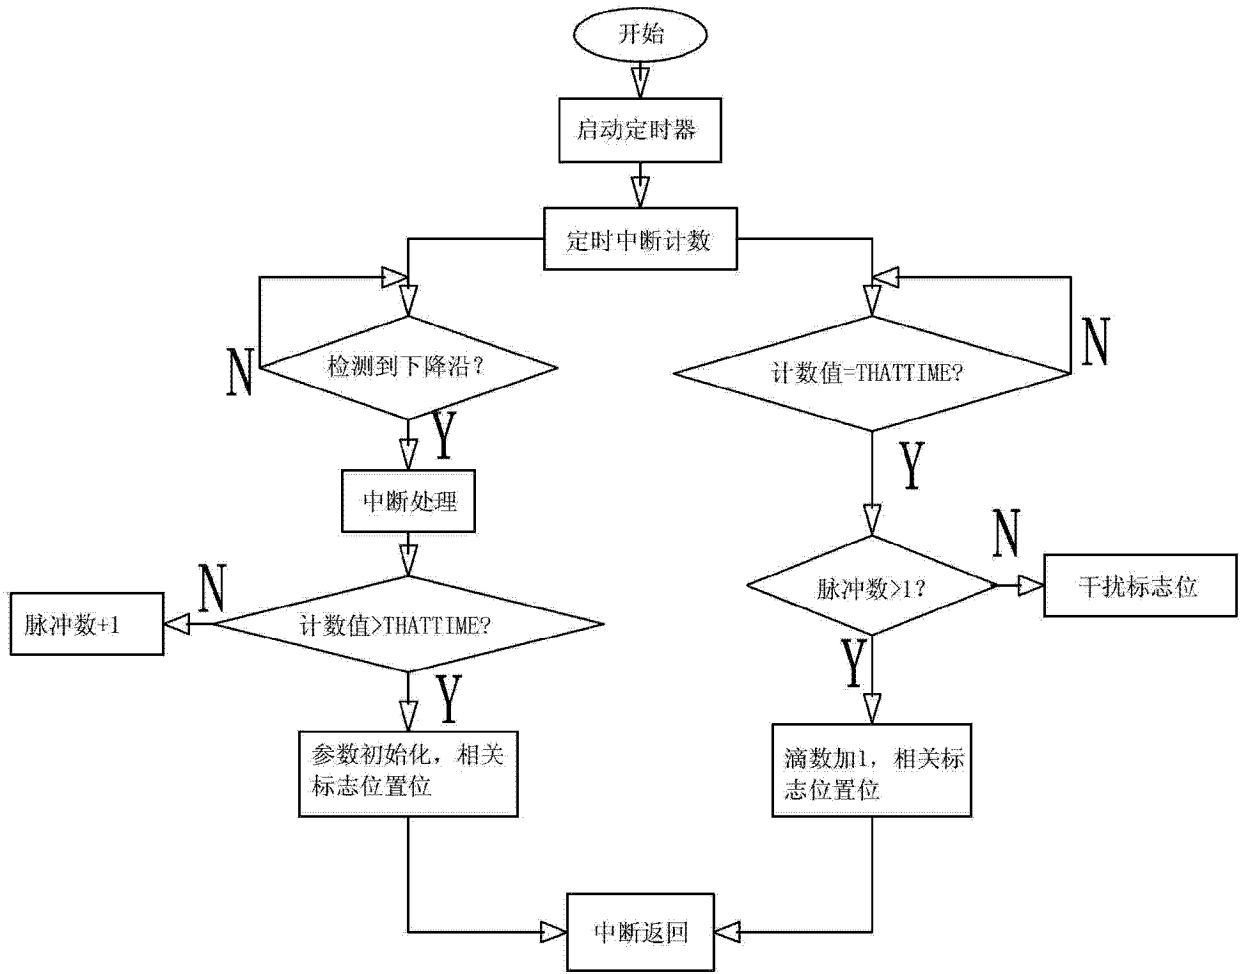 开始
启动定时器
定时中断计数
N
检测到下降沿?
计数值=THATTIME?
N
Y
Y
中断处理
N
脉冲数+1
计数值>THATTIME?
脉冲数>1?
N
干扰标志位
Y
Y
参数初始化, 相关
标志位置位
滴数加1, 相关标
志位置位
中断返回